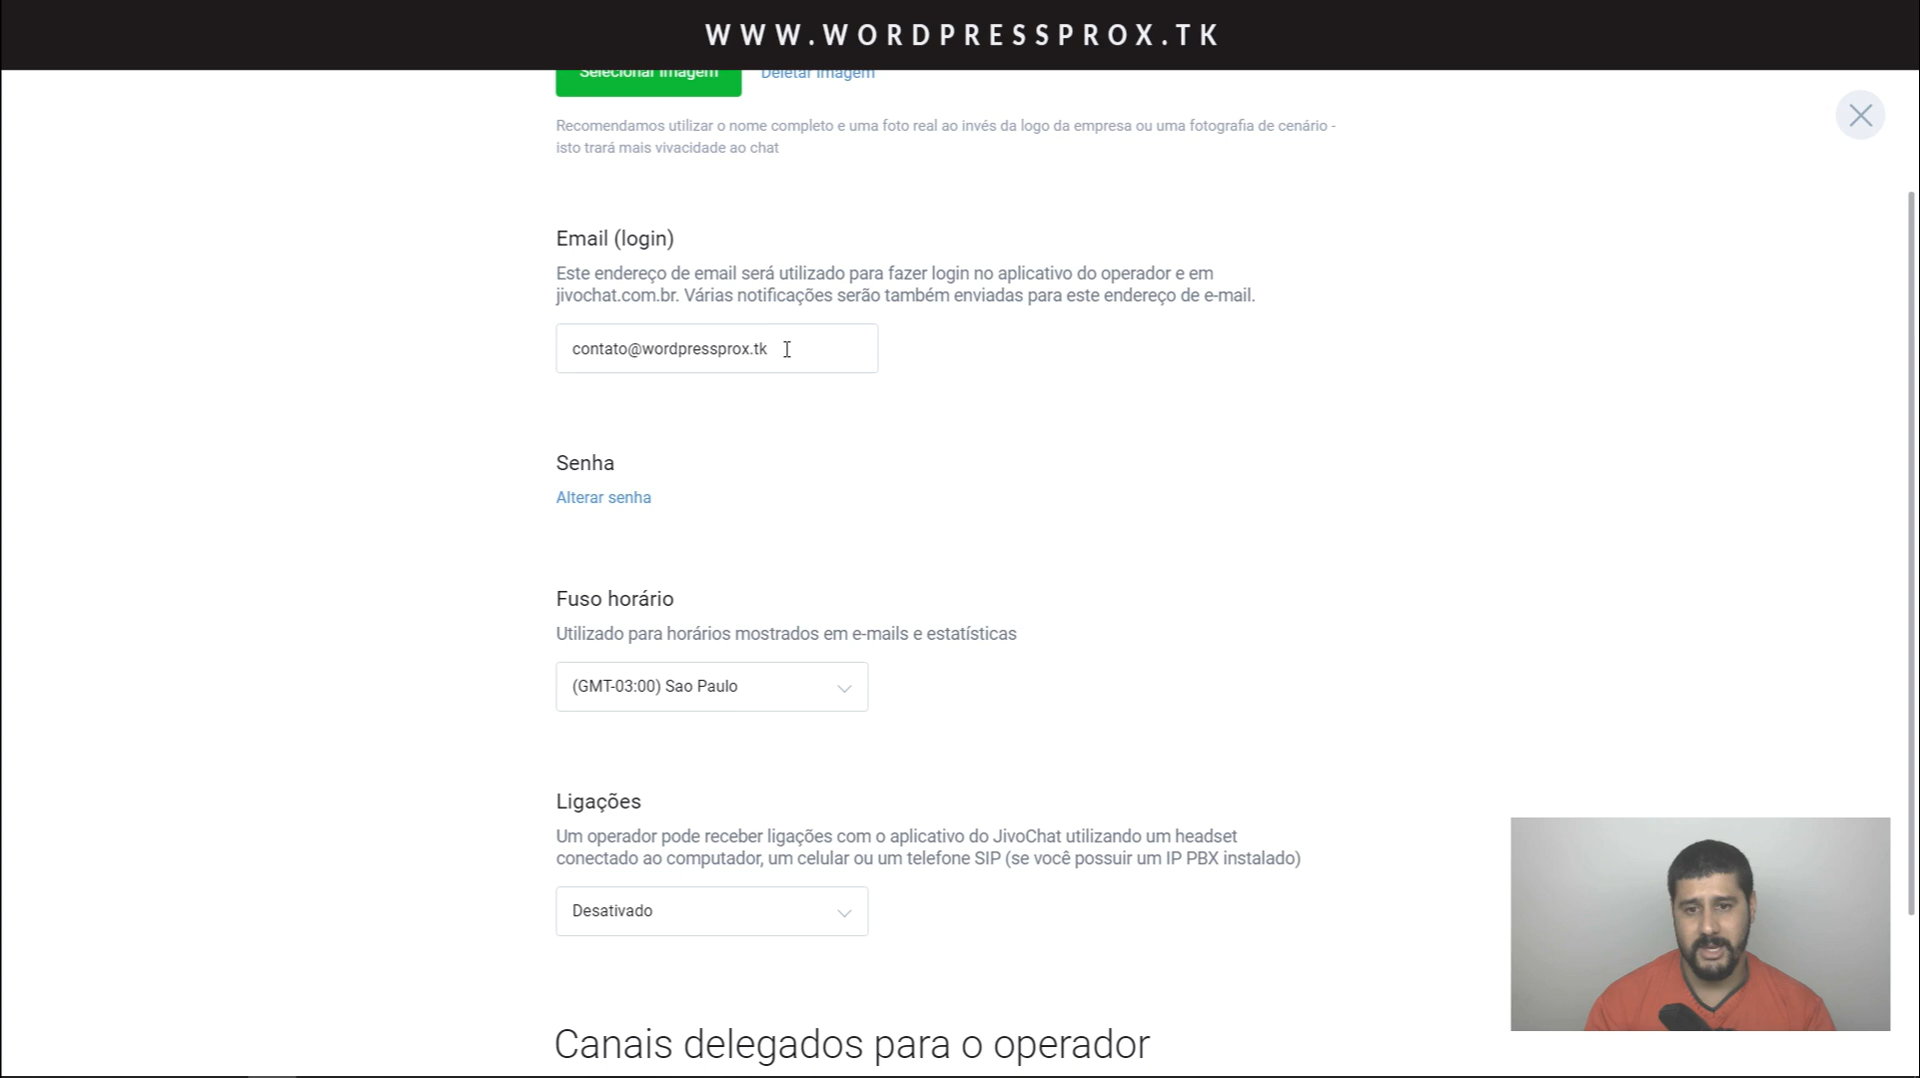 WWW.WORDPRESSPROX.TK
Selecionar Imagem
Deletar Imagem
Recomendamos utilizar o nome completo e uma foto real ao invés da logo da empresa ou uma fotografia de cenário -
isto trará mais vivacidade ao chat
Email (login)
Este endereço de email será utilizado para fazer login no aplicativo do operador e em
jivochat.com.br. Várias notificações serão também enviadas para este endereço de e-mail.
contato@wordpressprox.tk
Senha
Alterar senha
Fuso horário
Utilizado para horários mostrados em e-mails e estatísticas
(GMT-03:00) Sao Paulo
Ligações
Um operador pode receber ligações com o aplicativo do JivoChat utilizando um headset
conectado ao computador, um celular ou um telefone SIP (se você possuir um IP PBX instalado)
Desativado
Canais delegados para o operador